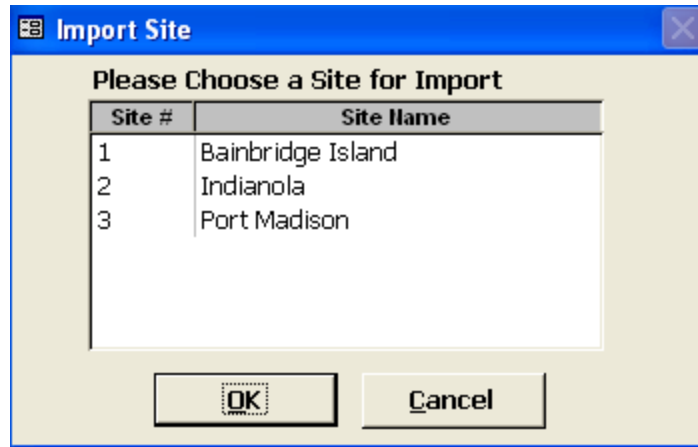 Import Site
Please Choose a Site for Import
Site # Site Name
1 Bainbridge Island
2 Indianola
3 Port Madison
OK Cancel